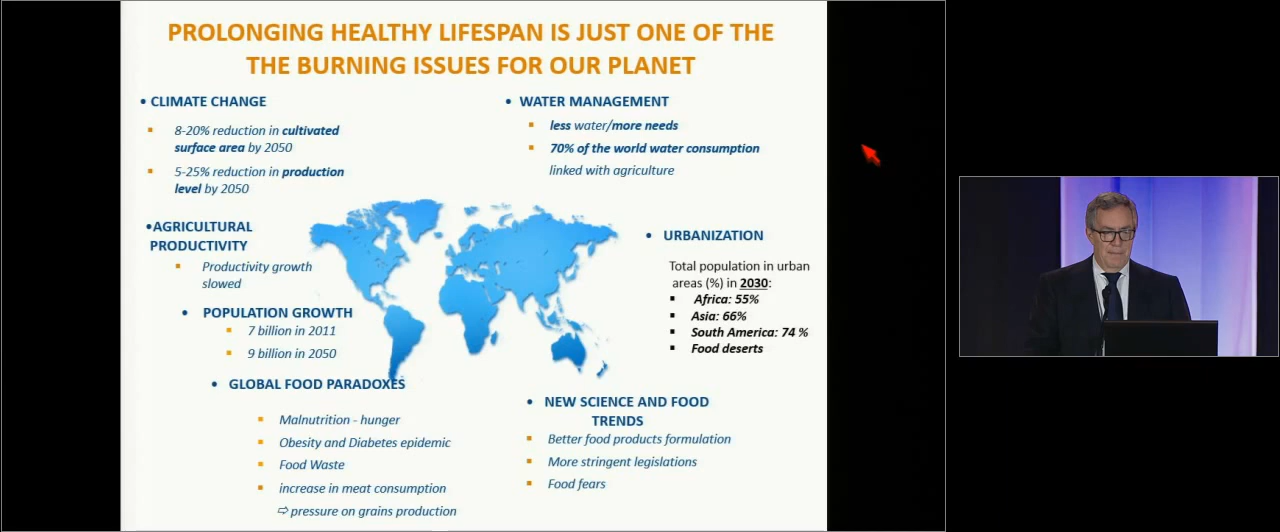 PROLONGING HEALTHY LIFESPAN IS JUST ONE OF THE
THE BURNING ISSUES FOR OUR PLANET
• CLIMATE CHANGE
▪ 8-20% reduction in cultivated
surface area by 2050
▪ 5-25% reduction in production
level by 2050
•AGRICULTURAL
PRODUCTIVITY
▪ Productivity growth
slowed
• POPULATION GROWTH
▪ 7 billion in 2011
▪ 9 billion in 2050
• GLOBAL FOOD PARADOXES
▪ Malnutrition - hunger
▪ Obesity and Diabetes epidemic
▪ Food Waste
▪ increase in meat consumption
⇨ pressure on grains production
• WATER MANAGEMENT
▪ less water/more needs
▪ 70% of the world water consumption
linked with agriculture
• URBANIZATION
Total population in urban
areas (%) in 2030:
▪ Africa: 55%
▪ Asia: 66%
▪ South America: 74 %
▪ Food deserts
• NEW SCIENCE AND FOOD
TRENDS
▪ Better food products formulation
▪ More stringent legislations
▪ Food fears